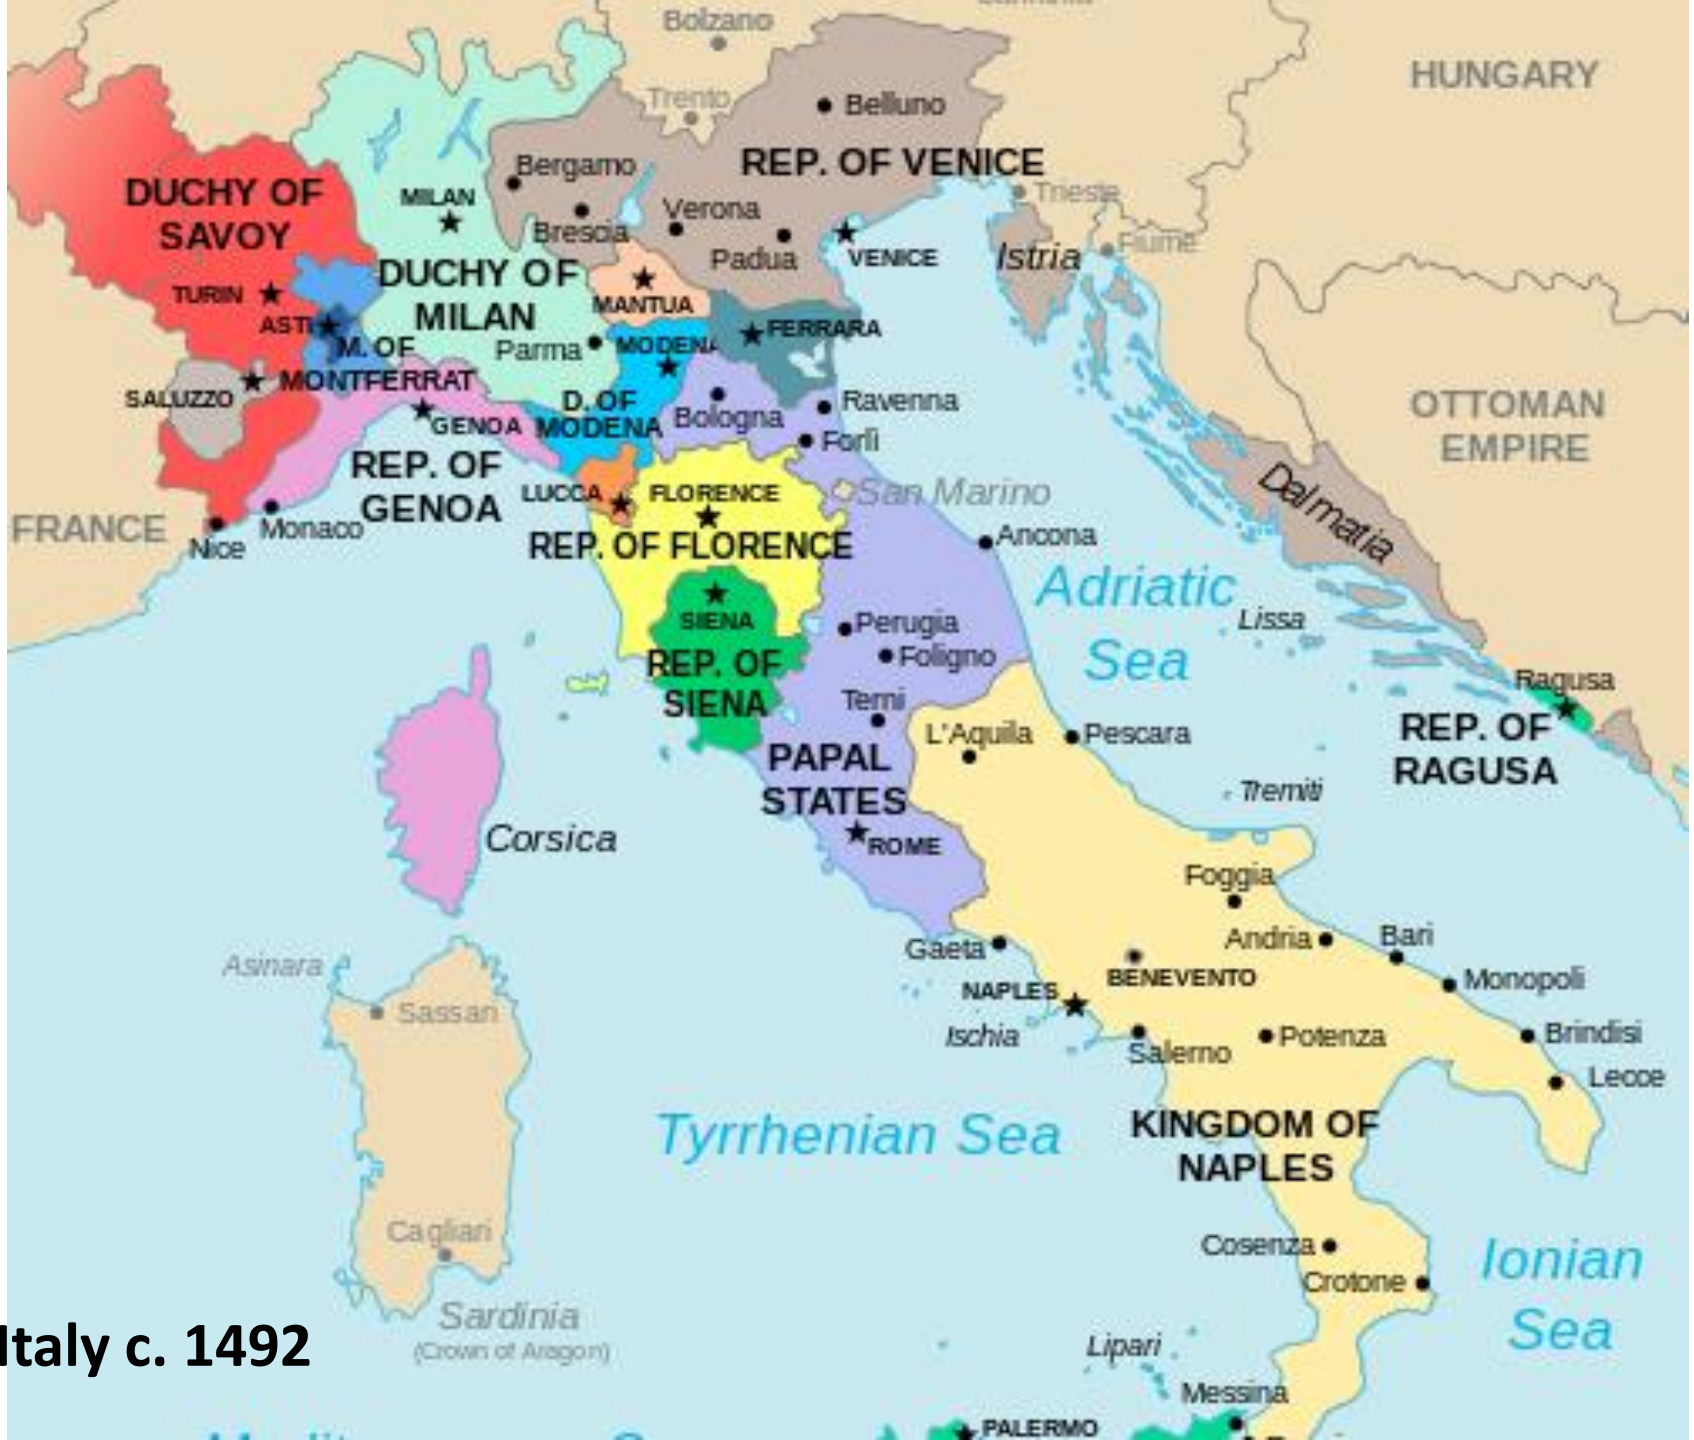 Bolzano
HUNGARY
Trento
Belluno
REP. OF VENICE
Bergamo
DUCHY OF
SAVOY
MILAN
Trieste
Verona
Brescia
Fiume
Padua
VENICE
Istria
DUCHY OF
MILAN
TURIN
MANTUA
ASTI
FERRARA
M. OF
MONTFERRAT
Parma
MODENA
SALUZZO
D. OF
MODENA
Bologna
Ravenna
OTTOMAN
EMPIRE
GENOA
Forlì
REP. OF
GENOA
LUCCA
FLORENCE
San Marino
Dalmatia
FRANCE
Nice
Monaco
REP. OF FLORENCE
Ancona
Adriatic
Sea
SIENA
Perugia
Lissa
REP. OF
SIENA
Foligno
Terni
Ragusa
REP. OF
RAGUSA
L'Aquila
Pescara
PAPAL
STATES
Tremiti
ROME
Corsica
Foggia
Gaeta
Andria
Bari
Asinara
BENEVENTO
Monopoli
NAPLES
Sassari
Ischia
Salerno
Potenza
Brindisi
Lecce
Tyrrhenian Sea
KINGDOM OF
NAPLES
Cagliari
Cosenza
Crotone
Ionian
Sea
Sardinia
(Crown of Aragon)
Italy c. 1492
Lipari
Messina
PALERMO